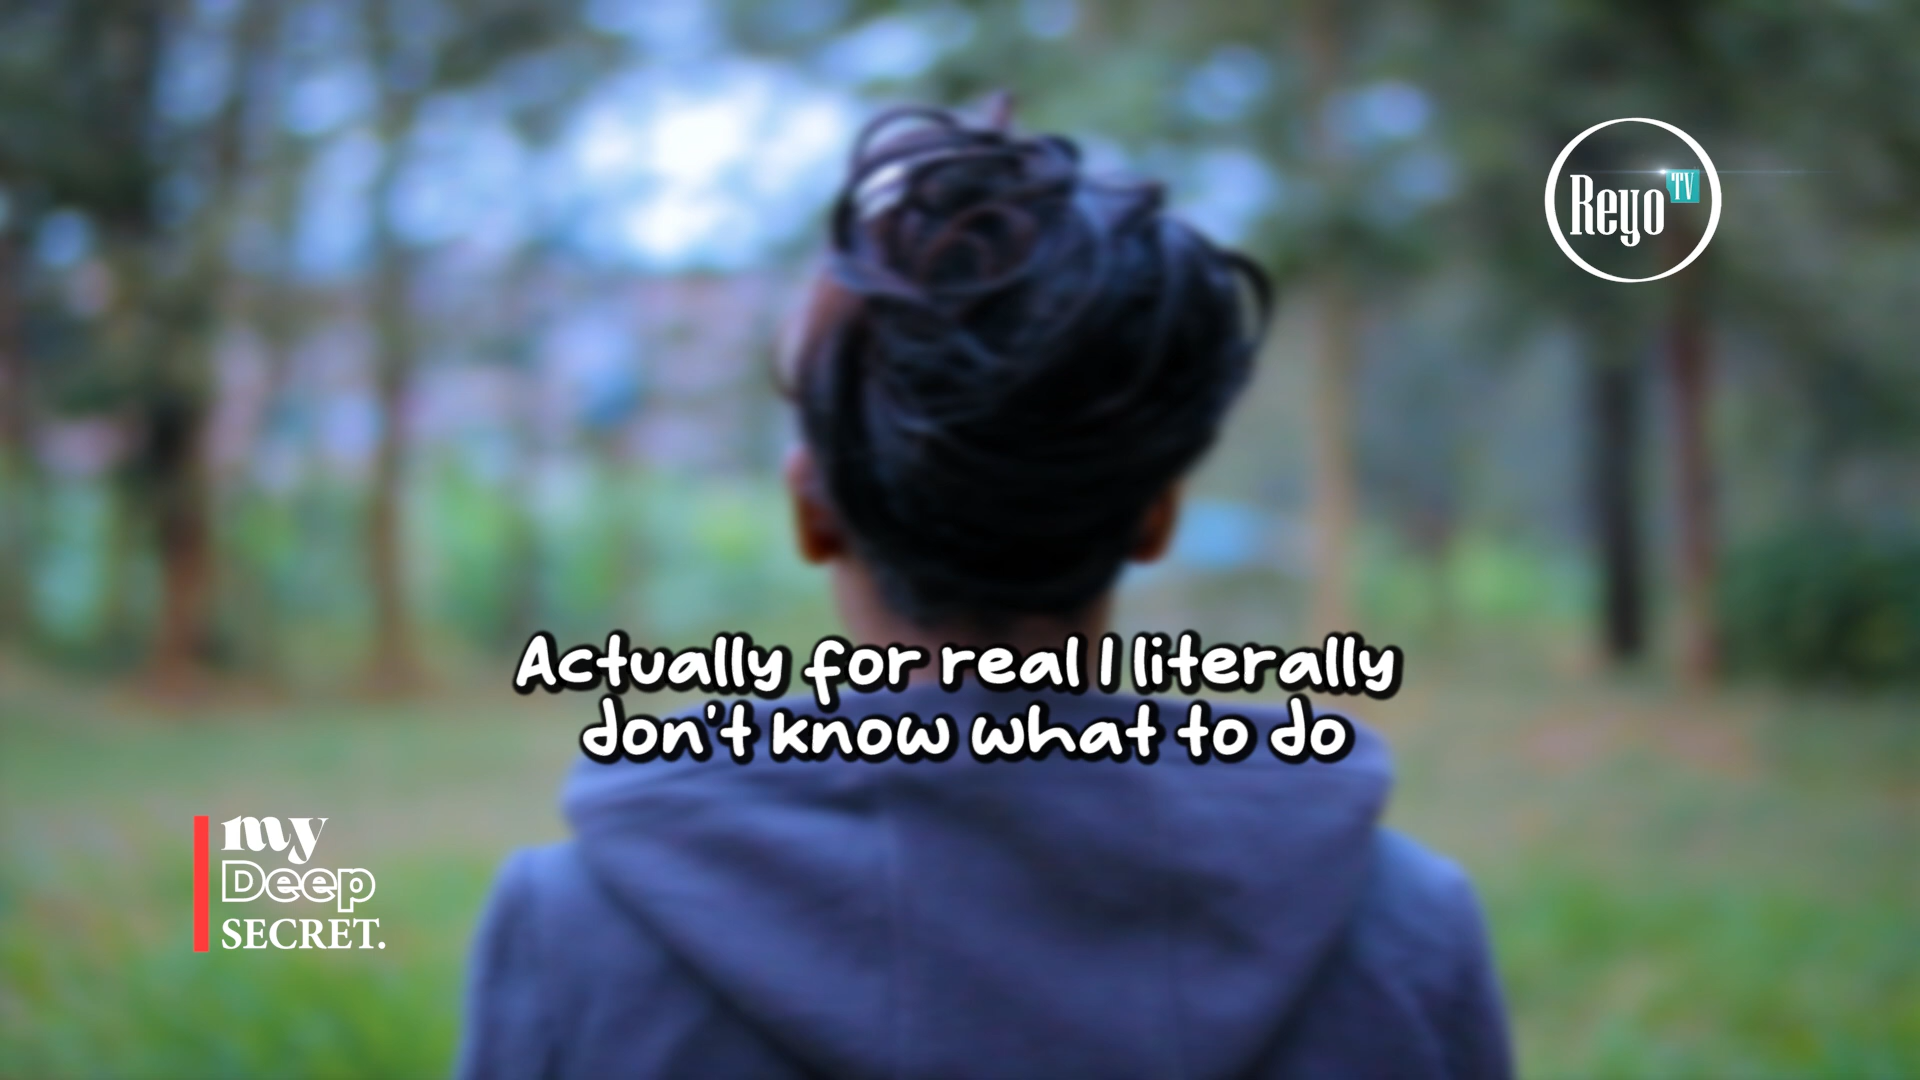 Reyo TV
Actually for real I literally
don't know what to do
my
Deep
SECRET.